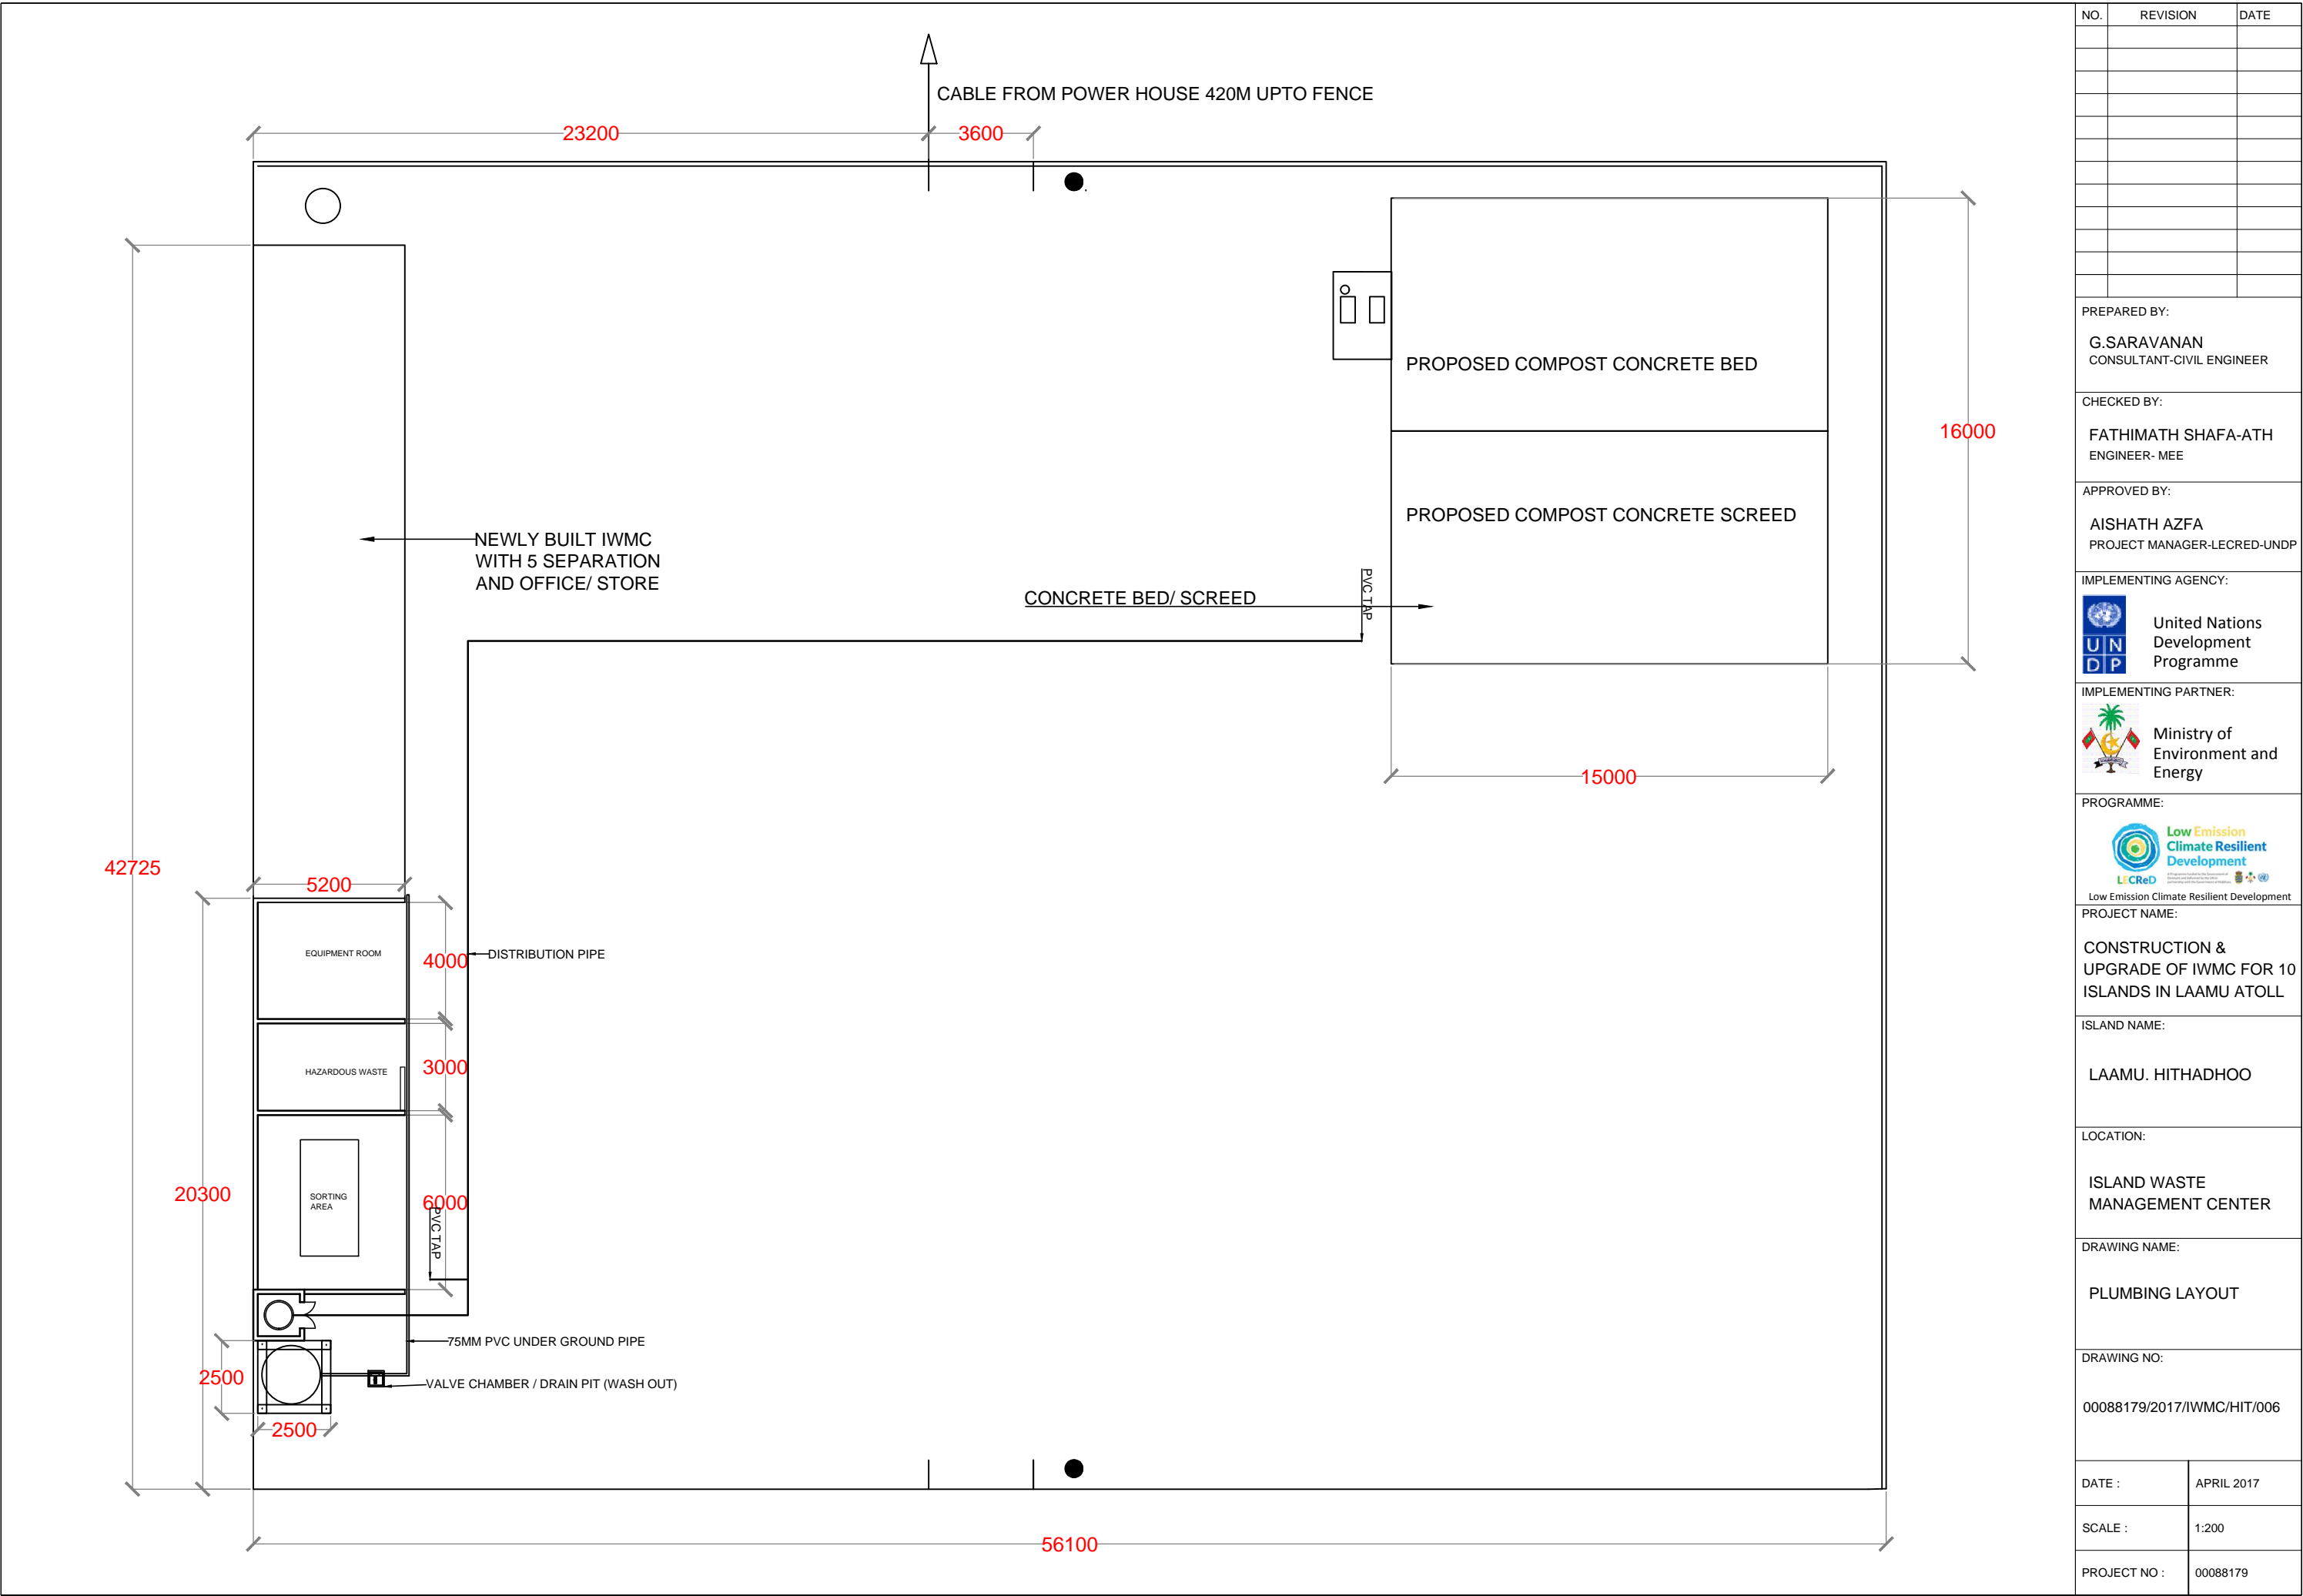 CABLE FROM POWER HOUSE 420M UPTO FENCE
23200
3600
PROPOSED COMPOST CONCRETE BED
16000
PROPOSED COMPOST CONCRETE SCREED
NEWLY BUILT IWMC
WITH 5 SEPARATION
AND OFFICE/ STORE
CONCRETE BED/ SCREED
PVC TAP
15000
42725
5200
EQUIPMENT ROOM
4000
DISTRIBUTION PIPE
HAZARDOUS WASTE
3000
20300
SORTING
AREA
6000
PVC TAP
75MM PVC UNDER GROUND PIPE
2500
VALVE CHAMBER / DRAIN PIT (WASH OUT)
2500
56100
NO. REVISION DATE
PREPARED BY:
G.SARAVANAN
CONSULTANT-CIVIL ENGINEER
CHECKED BY:
FATHIMATH SHAFA-ATH
ENGINEER- MEE
APPROVED BY:
AISHATH AZFA
PROJECT MANAGER-LECRED-UNDP
IMPLEMENTING AGENCY:
U N
D P
United Nations
Development
Programme
IMPLEMENTING PARTNER:
Ministry of
Environment and
Energy
PROGRAMME:
Low Emission
Climate Resilient
Development
LECReD
Low Emission Climate Resilient Development
PROJECT NAME:
CONSTRUCTION &
UPGRADE OF IWMC FOR 10
ISLANDS IN LAAMU ATOLL
ISLAND NAME:
LAAMU. HITHADHOO
LOCATION:
ISLAND WASTE
MANAGEMENT CENTER
DRAWING NAME:
PLUMBING LAYOUT
DRAWING NO:
00088179/2017/IWMC/HIT/006
DATE : APRIL 2017
SCALE : 1:200
PROJECT NO : 00088179